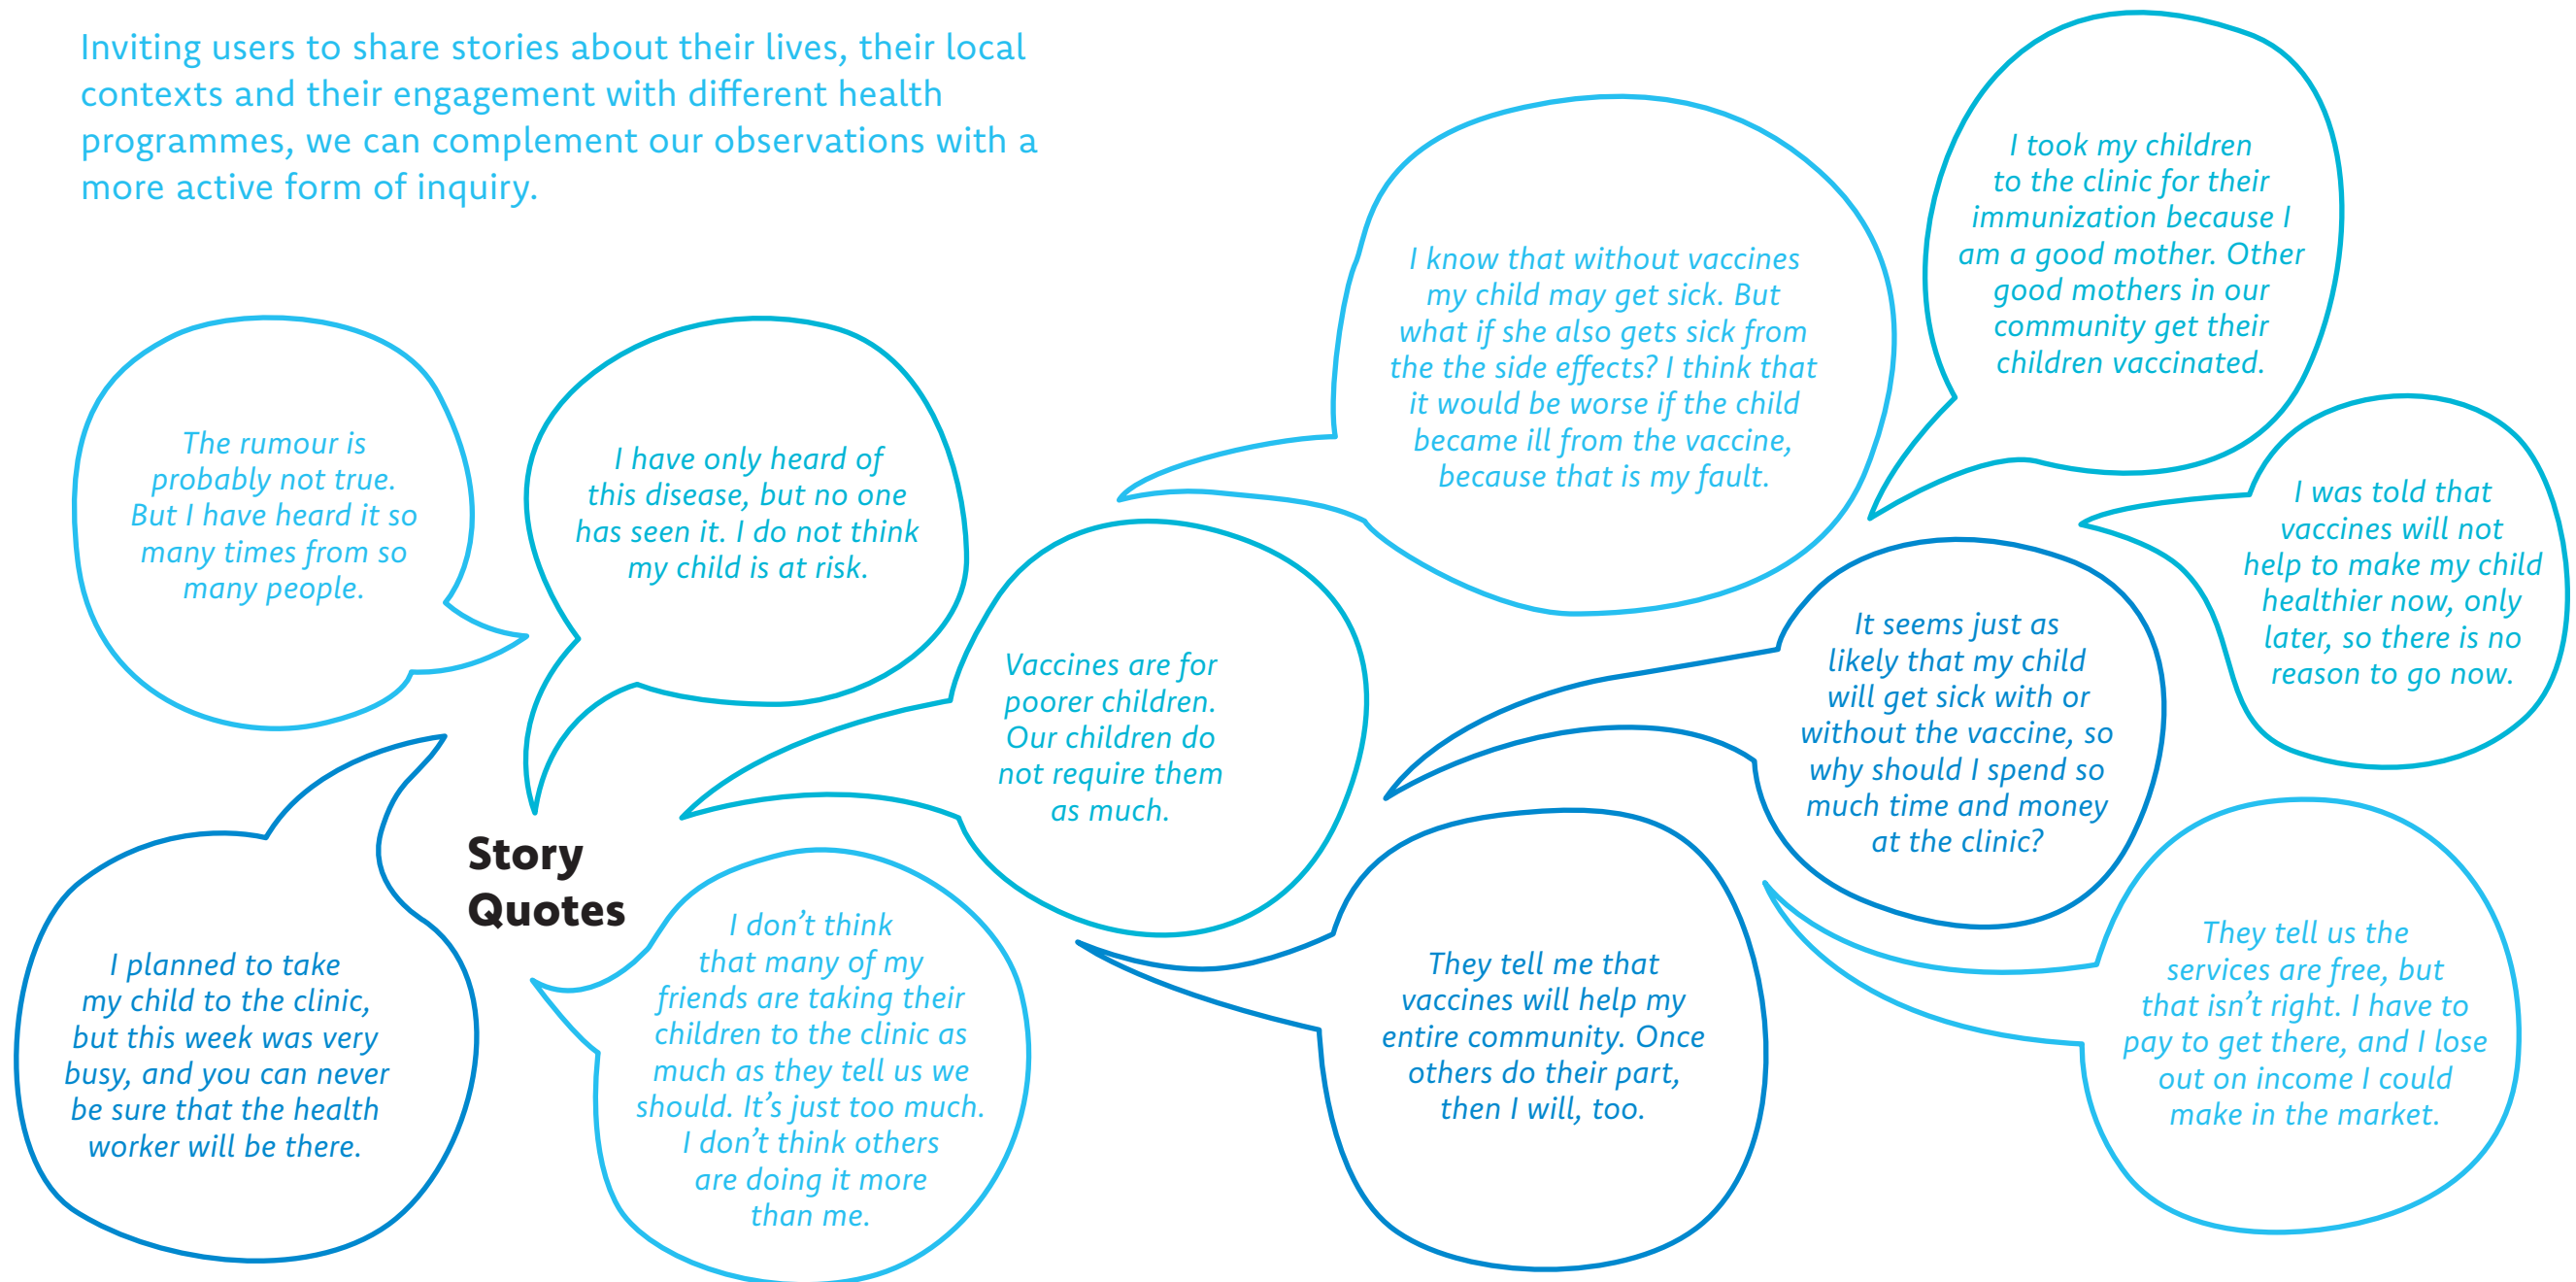 Inviting users to share stories about their lives, their local
contexts and their engagement with different health
programmes, we can complement our observations with a
more active form of inquiry.
The rumour is
probably not true.
But I have heard it so
many times from so
many people.
I have only heard of
this disease, but no one
has seen it. I do not think
my child is at risk.
I know that without vaccines
my child may get sick. But
what if she also gets sick from
the the side effects? I think that
it would be worse if the child
became ill from the vaccine,
because that is my fault.
I took my children
to the clinic for their
immunization because I
am a good mother. Other
good mothers in our
community get their
children vaccinated.
I was told that
vaccines will not
help to make my child
healthier now, only
later, so there is no
reason to go now.
Vaccines are for
poorer children.
Our children do
not require them
as much.
It seems just as
likely that my child
will get sick with or
without the vaccine, so
why should I spend so
much time and money
at the clinic?
Story
Quotes
I planned to take
my child to the clinic,
but this week was very
busy, and you can never
be sure that the health
worker will be there.
I don’t think
that many of my
friends are taking their
children to the clinic as
much as they tell us we
should. It’s just too much.
I don’t think others
are doing it more
than me.
They tell me that
vaccines will help my
entire community. Once
others do their part,
then I will, too.
They tell us the
services are free, but
that isn’t right. I have to
pay to get there, and I lose
out on income I could
make in the market.